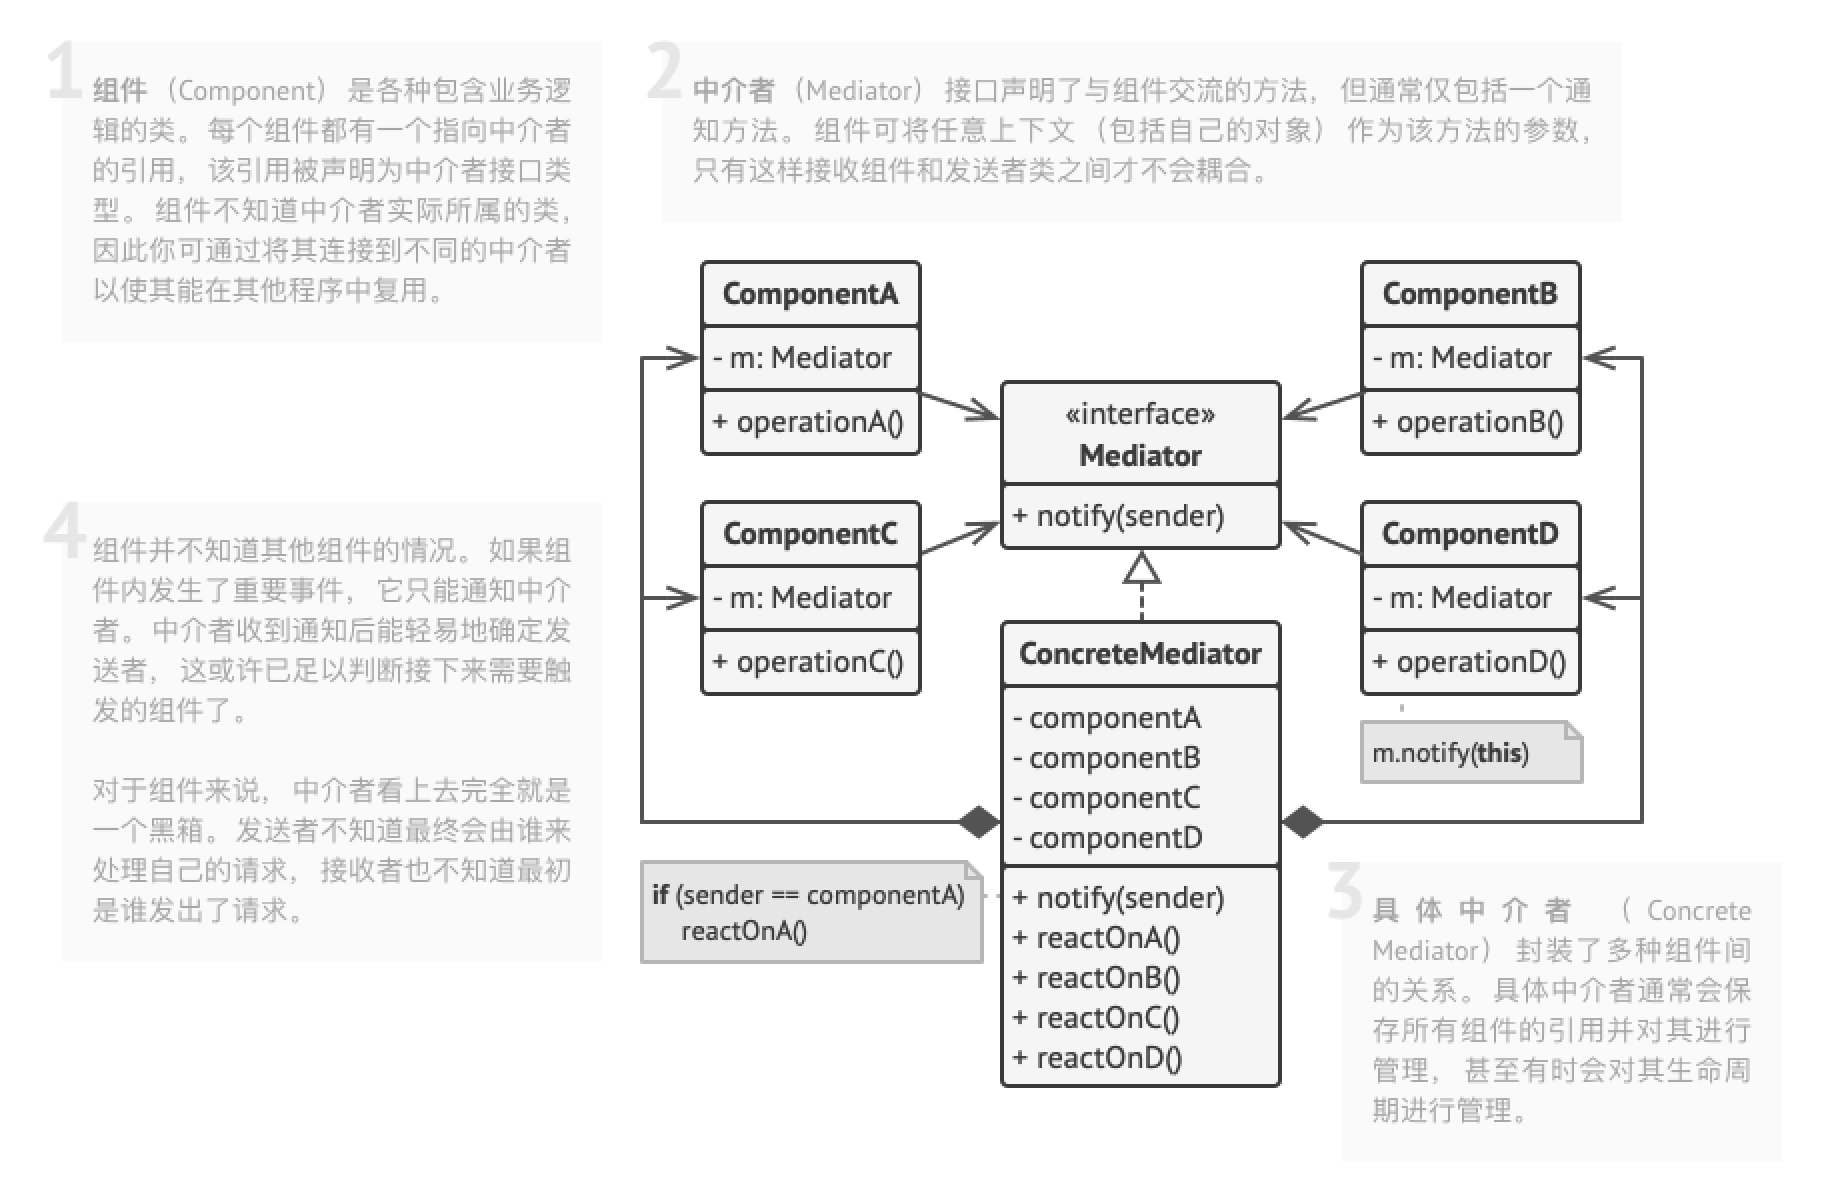 1
组件 （Component） 是各种包含业务逻
辑的类。 每个组件都有一个指向中介者
的引用， 该引用被声明为中介者接口类
型。 组件不知道中介者实际所属的类，
因此你可通过将其连接到不同的中介者
以使其能在其他程序中复用。
2
中介者 （Mediator） 接口声明了与组件交流的方法， 但通常仅包括一个通
知方法。 组件可将任意上下文 （包括自己的对象） 作为该方法的参数，
只有这样接收组件和发送者类之间才不会耦合。
ComponentA
- m: Mediator
+ operationA()
ComponentB
- m: Mediator
+ operationB()
«interface»
Mediator
+ notify(sender)
ComponentC
- m: Mediator
+ operationC()
ComponentD
- m: Mediator
+ operationD()
m.notify(this)
ConcreteMediator
- componentA
- componentB
- componentC
- componentD
+ notify(sender)
+ reactOnA()
+ reactOnB()
+ reactOnC()
+ reactOnD()
if (sender == componentA)
reactOnA()
3
具体中介者 （Concrete
Mediator） 封装了多种组件间
的关系。 具体中介者通常会保
存所有组件的引用并对其进行
管理， 甚至有时会对其生命周
期进行管理。
4
组件并不知道其他组件的情况。 如果组
件内发生了重要事件， 它只能通知中介
者。 中介者收到通知后能轻易地确定发
送者， 这或许已足以判断接下来需要触
发的组件了。
对于组件来说， 中介者看上去完全就是
一个黑箱。 发送者不知道最终会由谁来
处理自己的请求， 接收者也不知道最初
是谁发出了请求。